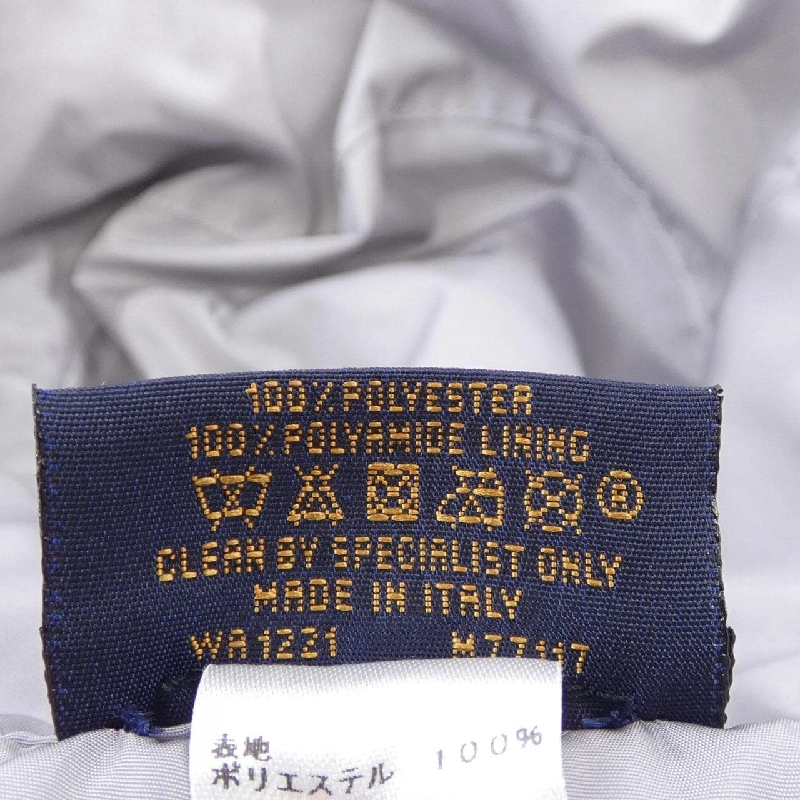 100% POLYESTER
100% POLYAMIDE LINING
CLEAN BY SPECIALIST ONLY
MADE IN ITALY
WA1231
表地
ポリエステル 100%